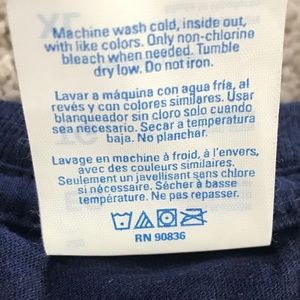 Machine wash cold, inside out,
with like colors. Only non-chlorine
bleach when needed. Tumble
dry low. Do not iron.
Lavar a máquina con agua fría, al
revés y con colores similares. Usar
blanqueador sin cloro solo cuando
sea necesario. Secar a temperatura
baja. No planchar.
Lavage en machine à froid, à l'envers,
avec des couleurs similaires.
Seulement un javellisant sans chlore
si nécessaire. Sécher à basse
température. Ne pas repasser.
RN 90836